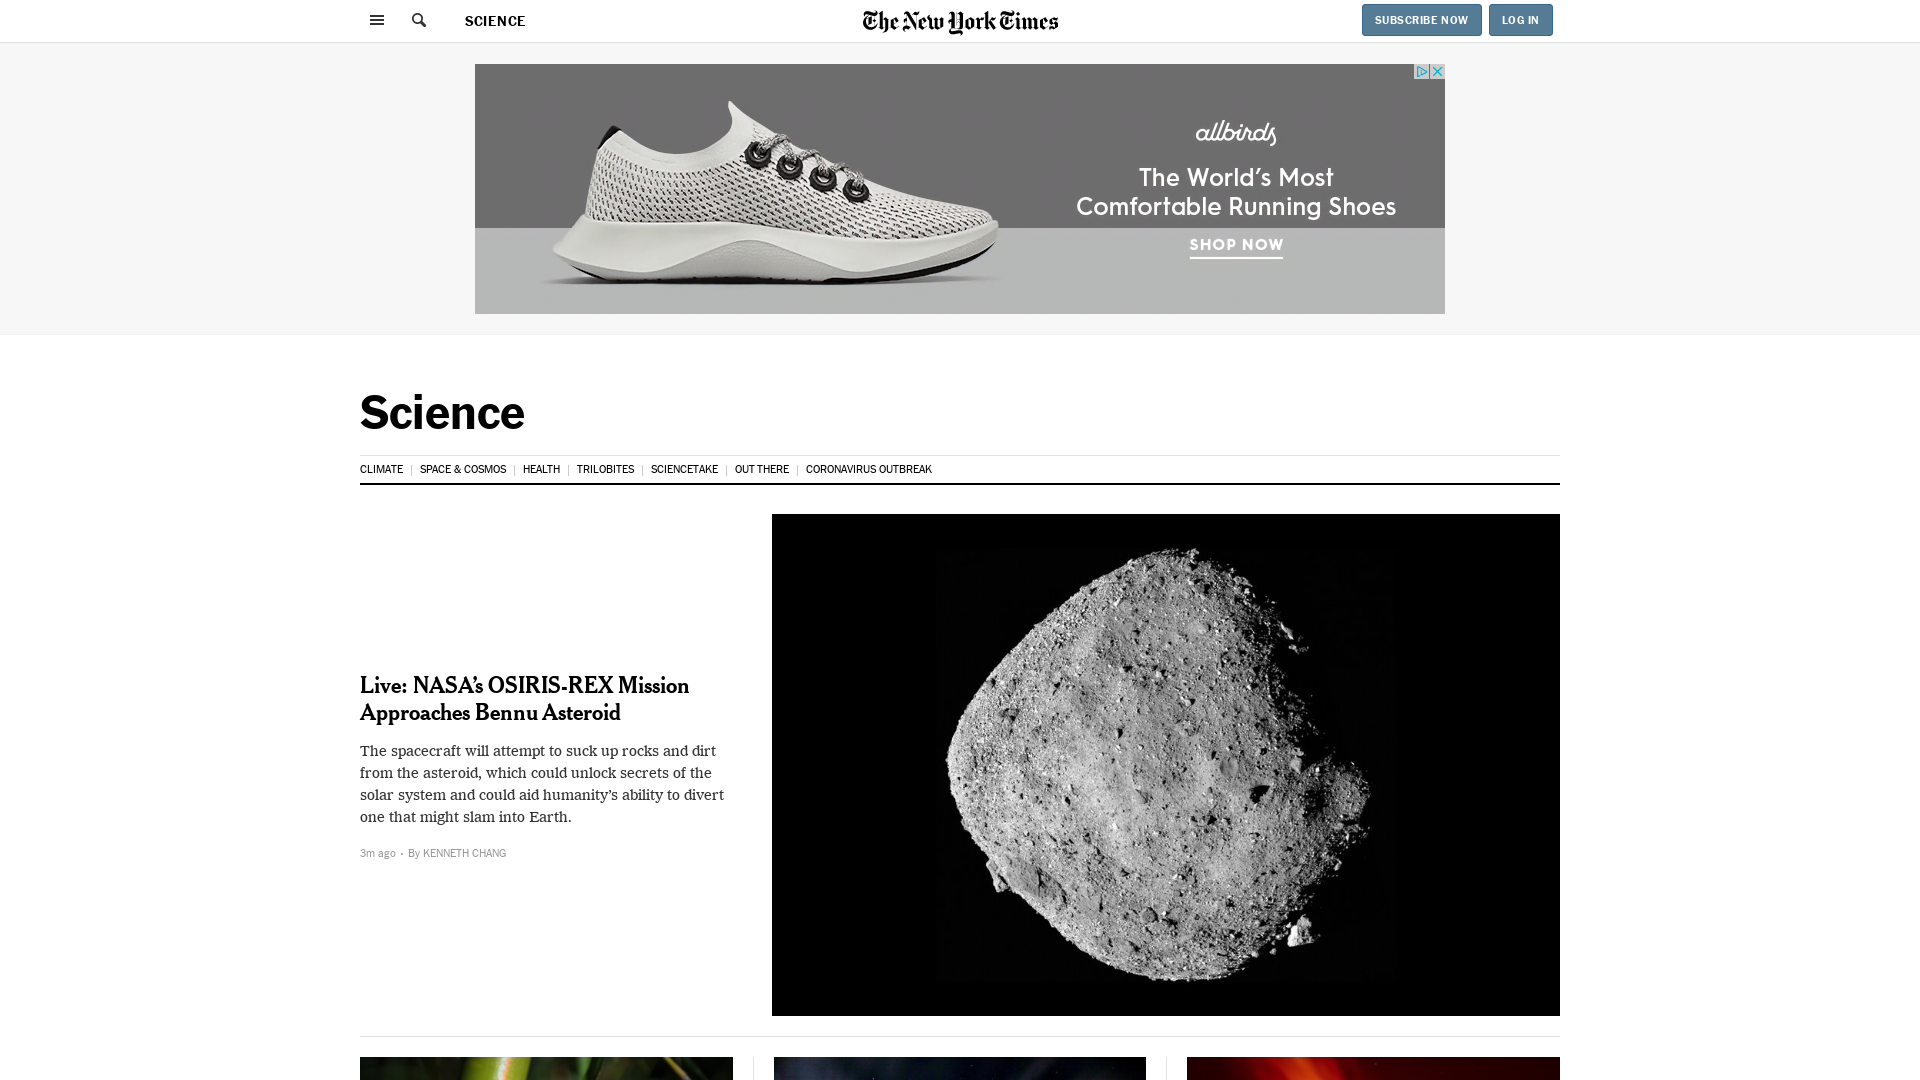 SCIENCE
The New York Times
SUBSCRIBE NOW
LOG IN
allbirds
The World's Most
Comfortable Running Shoes
SHOP NOW
Science
CLIMATE
SPACE & COSMOS
HEALTH
TRILOBITES
SCIENCETAKE
OUT THERE
CORONAVIRUS OUTBREAK
Live: NASA's OSIRIS-REX Mission
Approaches Bennu Asteroid
The spacecraft will attempt to suck up rocks and dirt
from the asteroid, which could unlock secrets of the
solar system and could aid humanity's ability to divert
one that might slam into Earth.
3m ago · By KENNETH CHANG